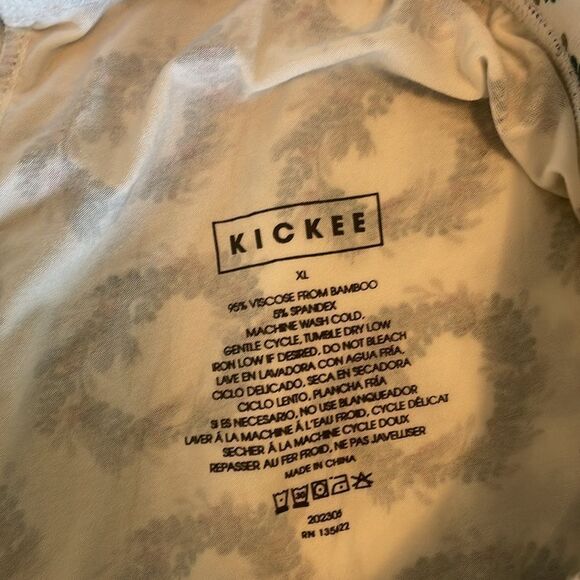 KICKEE
XL
95% VISCOSE FROM BAMBOO
5% SPANDEX
MACHINE WASH COLD,
GENTLE CYCLE, TUMBLE DRY LOW
IRON LOW IF DESIRED, DO NOT BLEACH
LAVE EN LAVADORA CON AGUA FRÍA,
CICLO DELICADO, SECA EN SECADORA
CICLO LENTO, PLANCHA FRÍA
SI ES NECESARIO, NO USE BLANQUEADOR
LAVER Á LA MACHINE Á L'EAU FROID, CYCLE DÉLICAT
SECHER Á LA MACHINE CYCLE DOUX
REPASSER AU FER FROID, NE PAS JAVELLISER
MADE IN CHINA
30
202306
RN 135422